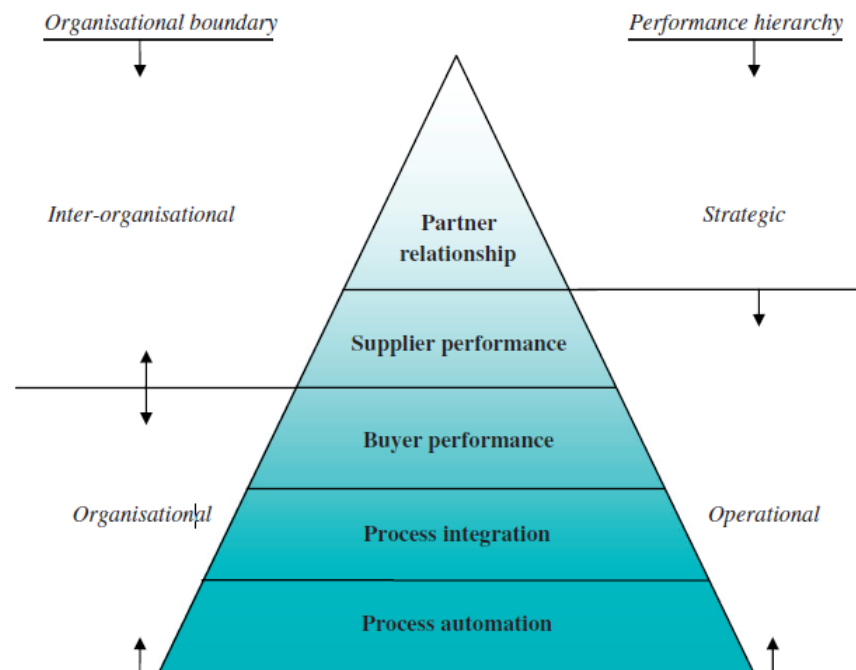 Organisational boundary
Performance hierarchy
Inter-organisational
Strategic
Partner
relationship
Supplier performance
Buyer performance
Organisational
Operational
Process integration
Process automation